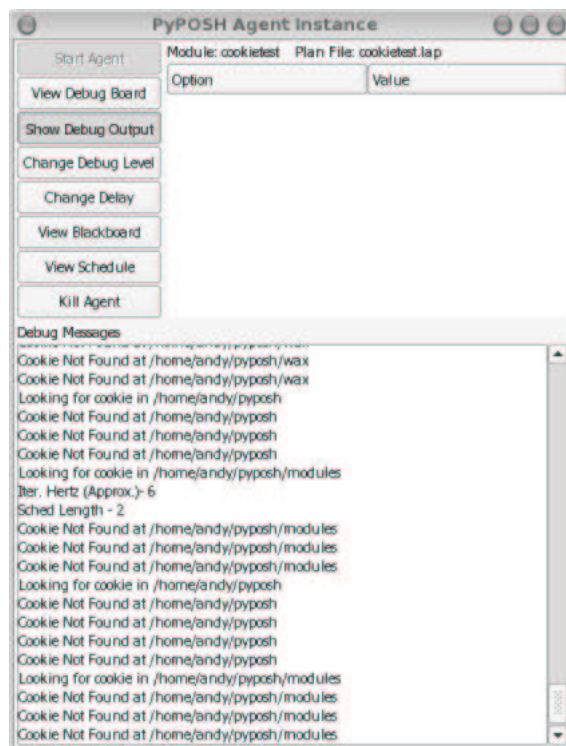 PyPOSH Agent Instance
Start Agent
Module: cookietest Plan File: cookietest.lap
Option Value
View Debug Board
Show Debug Output
Change Debug Level
Change Delay
View Blackboard
View Schedule
Kill Agent
Debug Messages
Cookie Not Found at /home/andy/pyposh/wax
Cookie Not Found at /home/andy/pyposh/wax
Cookie Not Found at /home/andy/pyposh/wax
Looking for cookie in /home/andy/pyposh
Cookie Not Found at /home/andy/pyposh
Cookie Not Found at /home/andy/pyposh
Cookie Not Found at /home/andy/pyposh
Looking for cookie in /home/andy/pyposh/modules
Iter. Hertz (Approx.)- 6
Sched Length - 2
Cookie Not Found at /home/andy/pyposh/modules
Cookie Not Found at /home/andy/pyposh/modules
Cookie Not Found at /home/andy/pyposh/modules
Looking for cookie in /home/andy/pyposh
Cookie Not Found at /home/andy/pyposh
Cookie Not Found at /home/andy/pyposh
Cookie Not Found at /home/andy/pyposh
Cookie Not Found at /home/andy/pyposh
Looking for cookie in /home/andy/pyposh/modules
Cookie Not Found at /home/andy/pyposh/modules
Cookie Not Found at /home/andy/pyposh/modules
Cookie Not Found at /home/andy/pyposh/modules